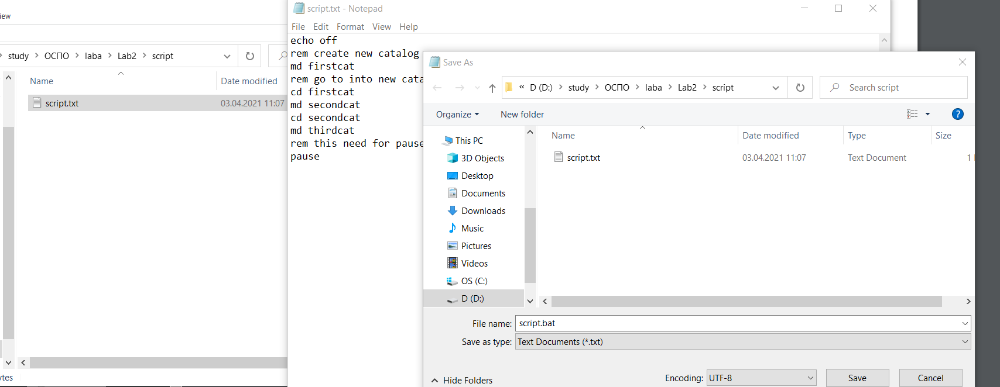 iew
study > ОСПО > laba > Lab2 > script
Name
Date modified
script.txt
03.04.2021 11:07
script.txt - Notepad
File Edit Format View Help
echo off
rem create new catalog
md firstcat
rem go to into new cata
cd firstcat
md secondcat
cd secondcat
md thirdcat
rem this need for pause
pause
Save As
« D (D:) > study > ОСПО > laba > Lab2 > script
Search script
Organize
New folder
?
This PC
3D Objects
Desktop
Documents
Downloads
Music
Pictures
Videos
OS (C:)
D (D:)
Name Date modified Type Size
script.txt 03.04.2021 11:07 Text Document 1
File name: script.bat
Save as type: Text Documents (*.txt)
Hide Folders
Encoding: UTF-8
Save
Cancel
ytes